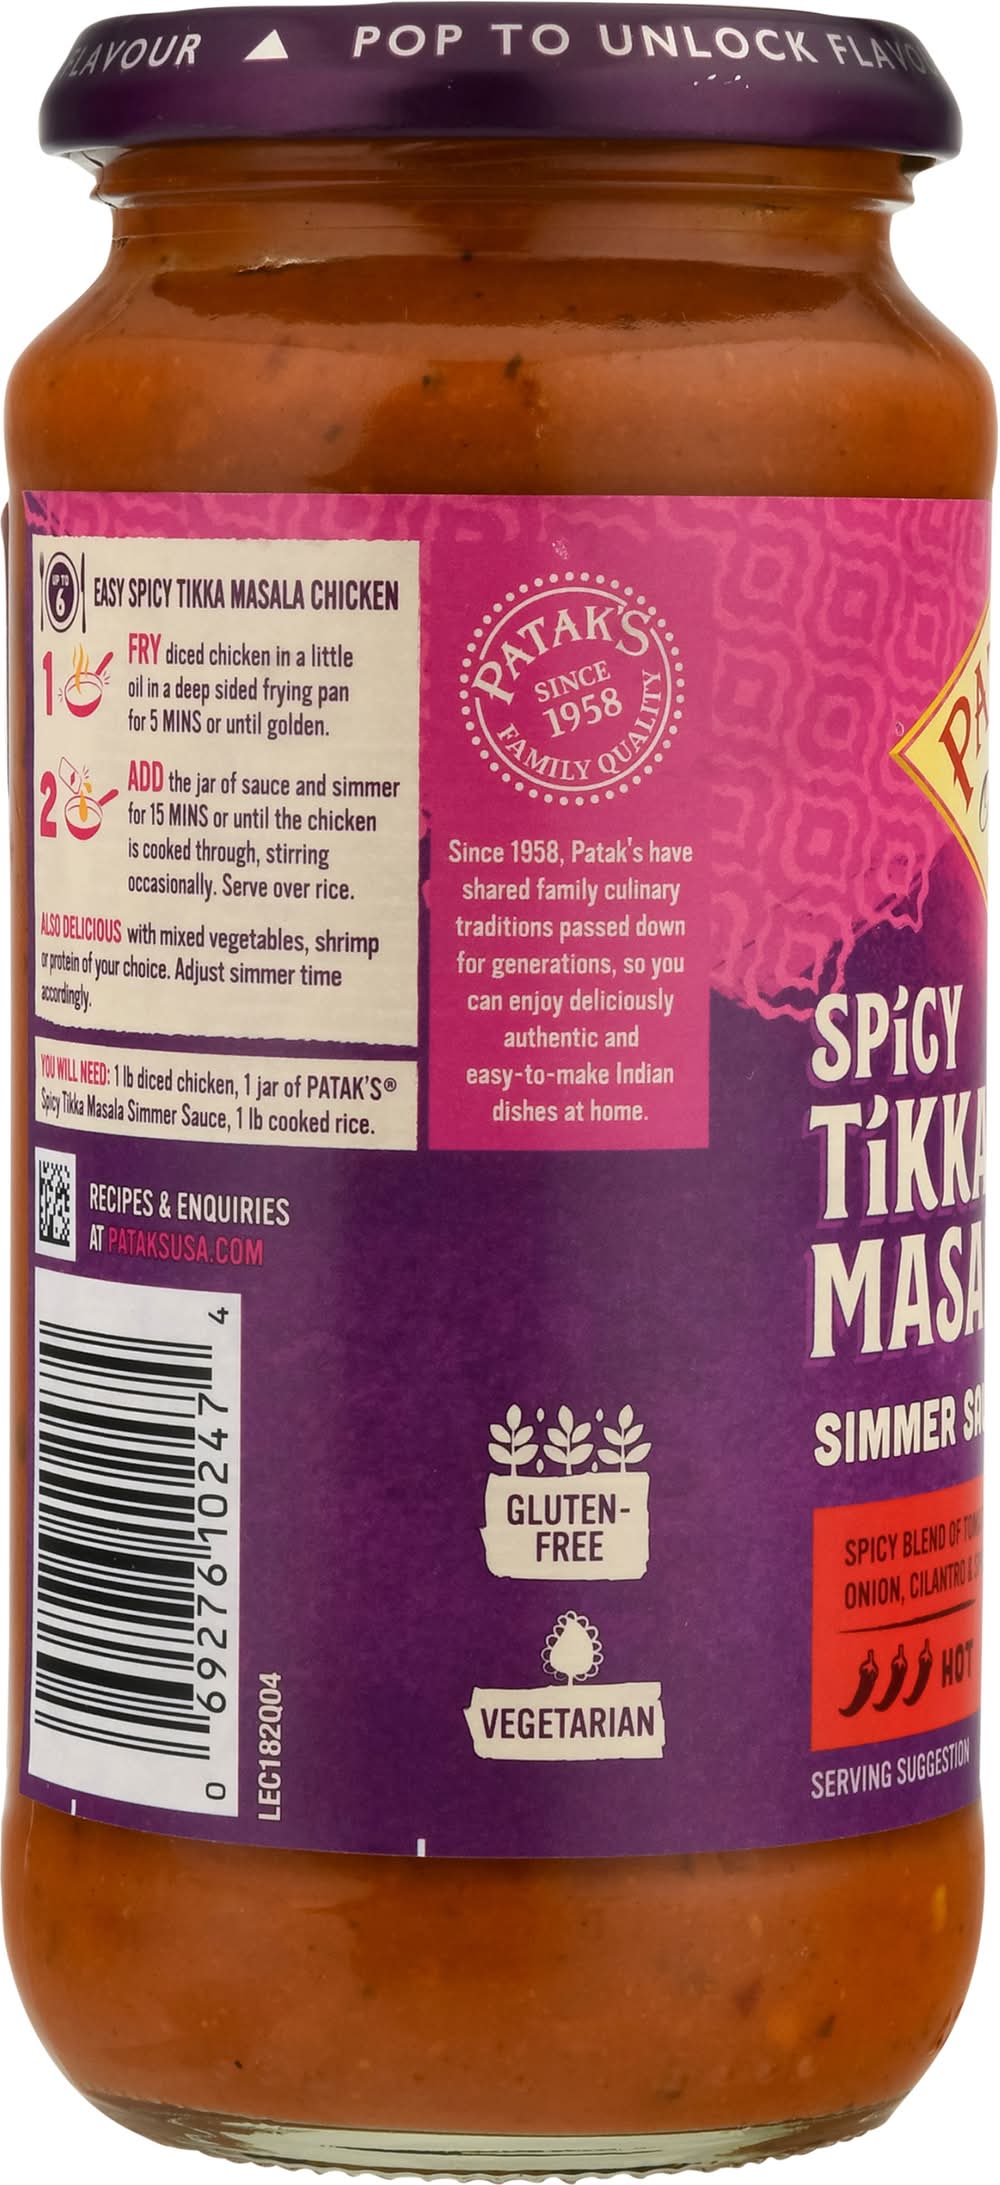 FLAVOUR ▲ POP TO UNLOCK FLAVO
UP TO
6
EASY SPICY TIKKA MASALA CHICKEN
1
FRY diced chicken in a little
oil in a deep sided frying pan
for 5 MINS or until golden.
2
ADD the jar of sauce and simmer
for 15 MINS or until the chicken
is cooked through, stirring
occasionally. Serve over rice.
ALSO DELICIOUS with mixed vegetables, shrimp
or protein of your choice. Adjust simmer time
accordingly.
YOU WILL NEED: 1 lb diced chicken, 1 jar of PATAK'S®
Spicy Tikka Masala Simmer Sauce, 1 lb cooked rice.
RECIPES & ENQUIRIES
AT PATAKSUSA.COM
0 69276 10247 4
LEC182Q04
PATAK'S
SINCE
1958
FAMILY QUALITY
Since 1958, Patak's have
shared family culinary
traditions passed down
for generations, so you
can enjoy deliciously
authentic and
easy-to-make Indian
dishes at home.
GLUTEN-
FREE
VEGETARIAN
PA
SPíCY
TíKKA
MASA
SIMMER SA
SPICY BLEND OF TOM
ONION, CILANTRO &
HOT
SERVING SUGGESTION